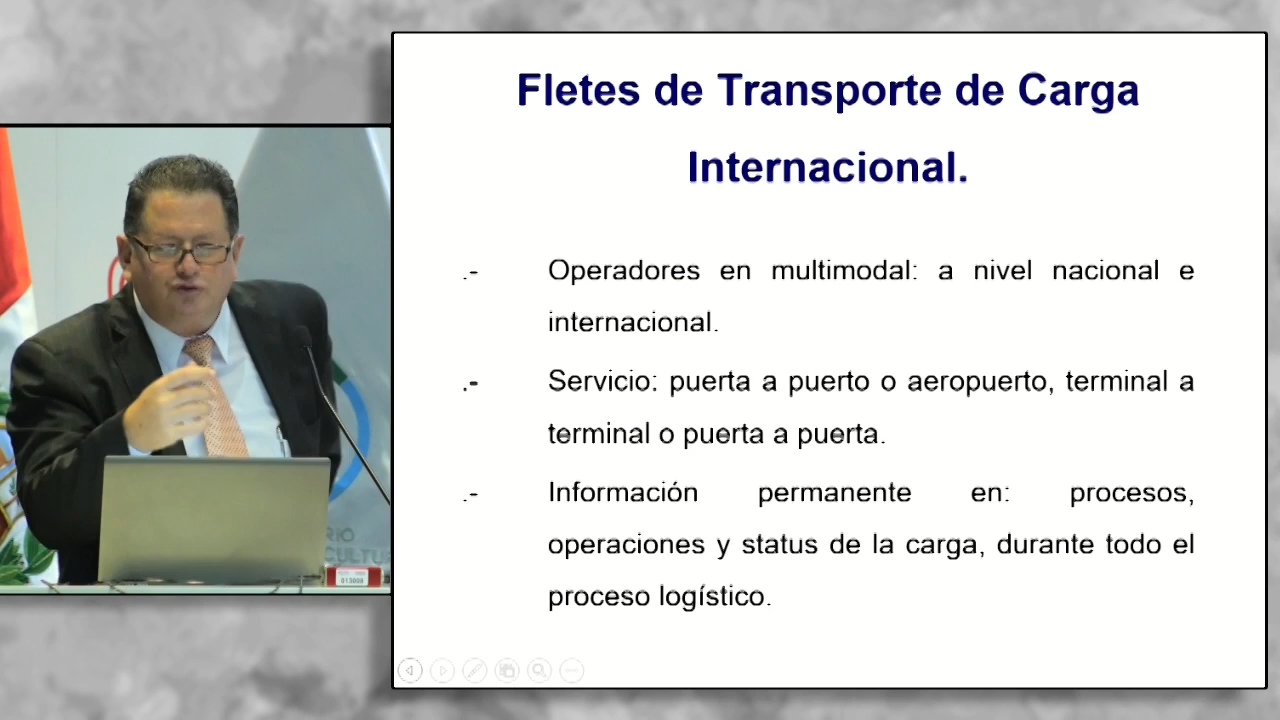 Fletes de Transporte de Carga
Internacional.
.- Operadores en multimodal: a nivel nacional e
internacional.
.- Servicio: puerta a puerto o aeropuerto, terminal a
terminal o puerta a puerta.
.- Información permanente en: procesos,
operaciones y status de la carga, durante todo el
proceso logístico.